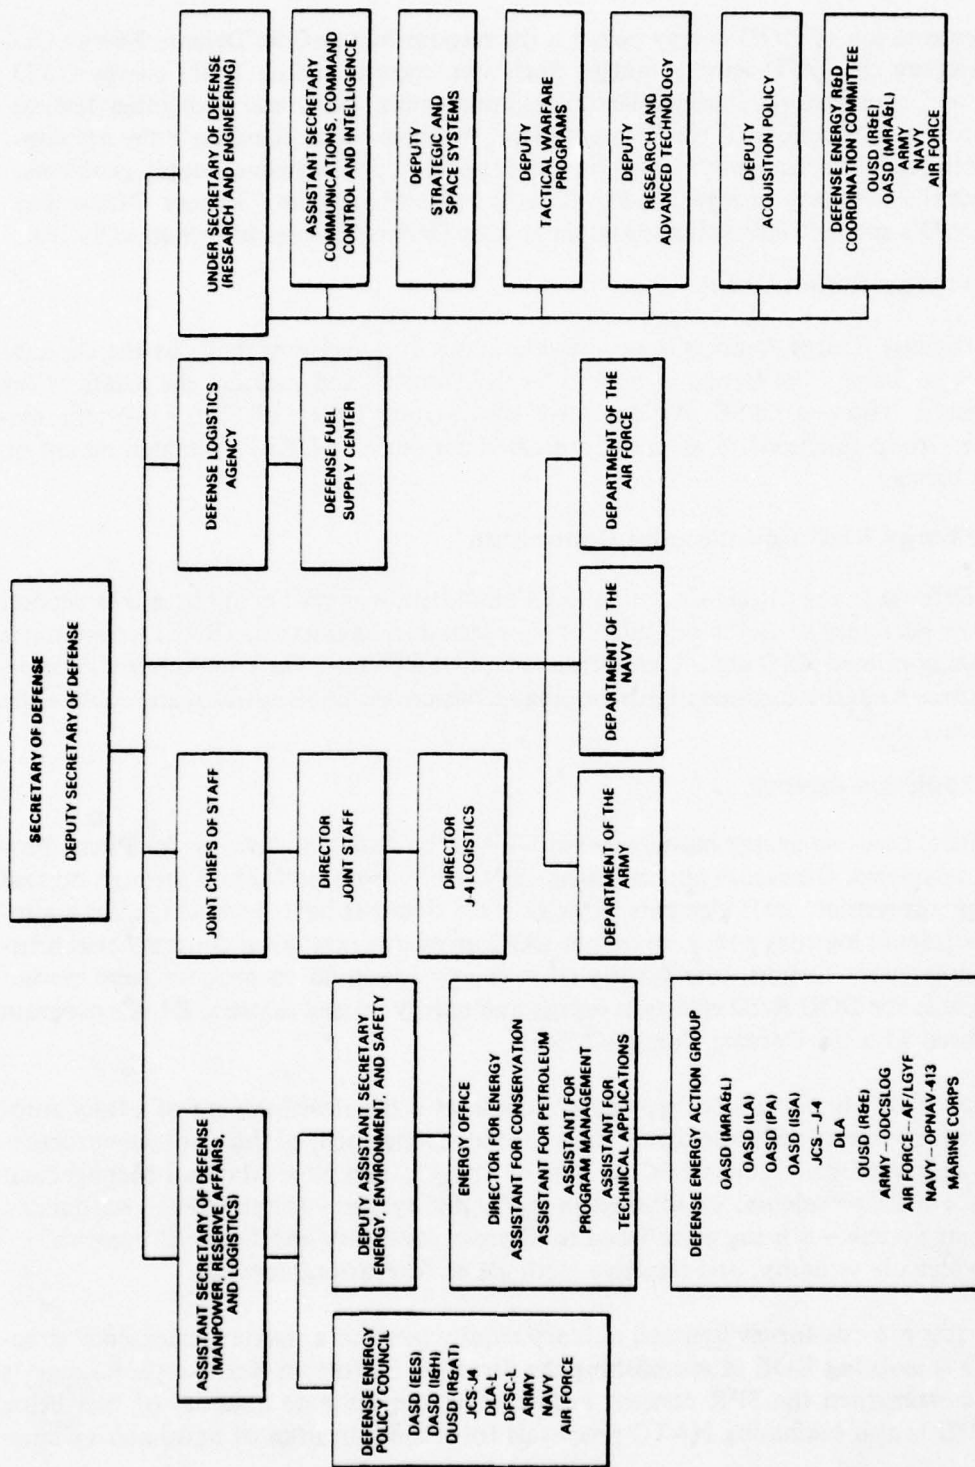 SECRETARY OF DEFENSE
DEPUTY SECRETARY OF DEFENSE
ASSISTANT SECRETARY OF DEFENSE
MANPOWER, RESERVE AFFAIRS,
AND LOGISTICS)
JOINT CHIEFS OF STAFF
DEFENSE LOGISTICS
AGENCY
UNDER SECRETARY OF DEFENSE
(RESEARCH AND ENGINEERING)
DEFENSE ENERGY
POLICY COUNCIL
DASD (EES)
DASD (I&H)
DUSD (R&AT)
JCS-J4
DLA-L
DFSC-L
ARMY
NAVY
AIR FORCE
DEPUTY ASSISTANT SECRETARY
ENERGY, ENVIRONMENT, AND SAFETY
ENERGY OFFICE
DIRECTOR FOR ENERGY
ASSISTANT FOR CONSERVATION
ASSISTANT FOR PETROLEUM
ASSISTANT FOR
PROGRAM MANAGEMENT
ASSISTANT FOR
TECHNICAL APPLICATIONS
DEFENSE ENERGY ACTION GROUP
OASD (MRA&L)
OASD (LA)
OASD (PA)
OASD (ISA)
JCS – J-4
DLA
OUSD (R&E)
ARMY–ODCSLOG
AIR FORCE–AF/LGYF
NAVY–OPNAV-413
MARINE CORPS
DIRECTOR
JOINT STAFF
DIRECTOR
J-4 LOGISTICS
DEFENSE FUEL
SUPPLY CENTER
DEPARTMENT OF THE
ARMY
DEPARTMENT OF THE
NAVY
DEPARTMENT OF THE
AIR FORCE
ASSISTANT SECRETARY
COMMUNICATIONS, COMMAND
CONTROL AND INTELLIGENCE
DEPUTY
STRATEGIC AND
SPACE SYSTEMS
DEPUTY
TACTICAL WARFARE
PROGRAMS
DEPUTY
RESEARCH AND
ADVANCED TECHNOLOGY
DEPUTY
ACQUISITION POLICY
DEFENSE ENERGY R&D
COORDINATION COMMITTEE
OUSD (R&E)
OASD (MRA&L)
ARMY
NAVY
AIR FORCE